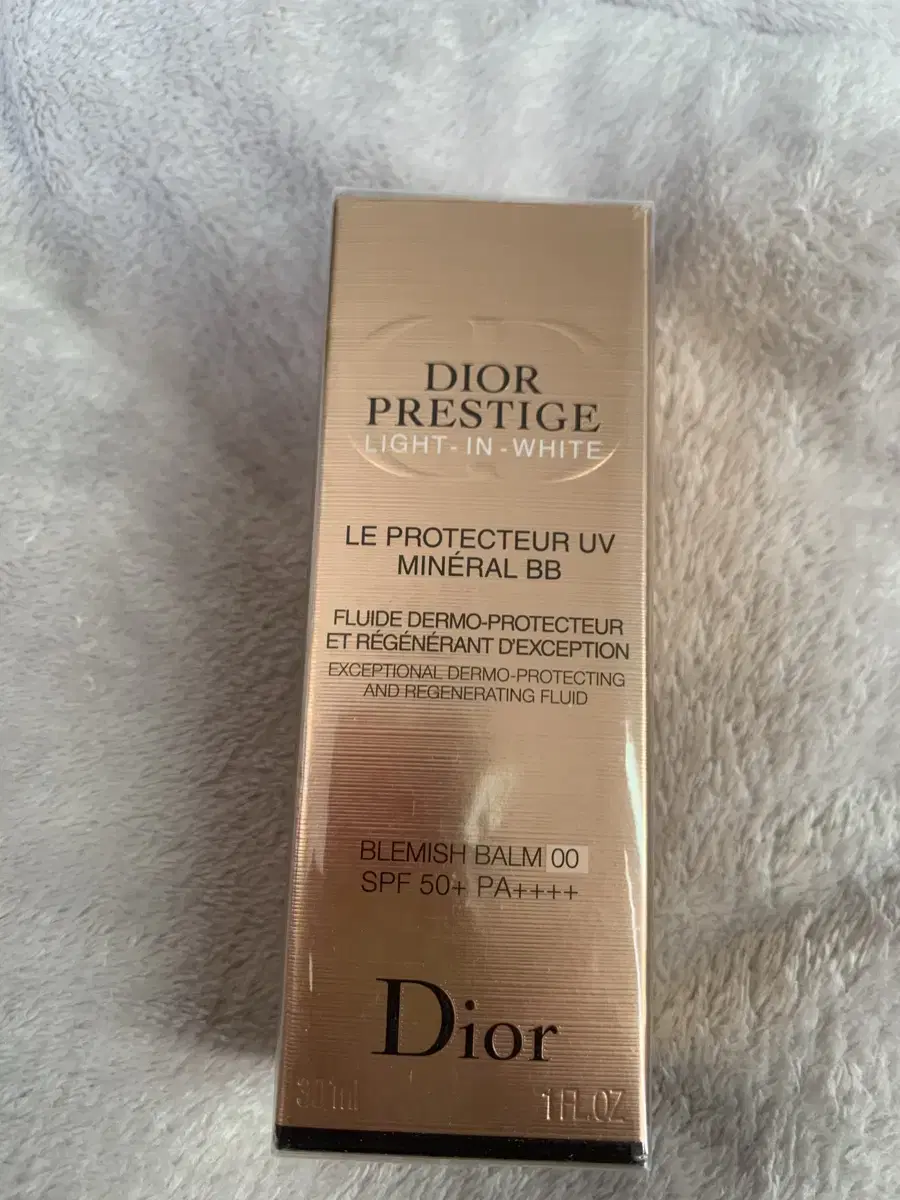 DIOR
PRESTIGE
LIGHT-IN-WHITE
LE PROTECTEUR UV
MINÉRAL BB
FLUIDE DERMO-PROTECTEUR
ET RÉGÉNÉRANT D'EXCEPTION
EXCEPTIONAL DERMO-PROTECTING
AND REGENERATING FLUID
BLEMISH BALM 00
SPF 50+ PA++++
Dior
30 ml 1 FL.OZ